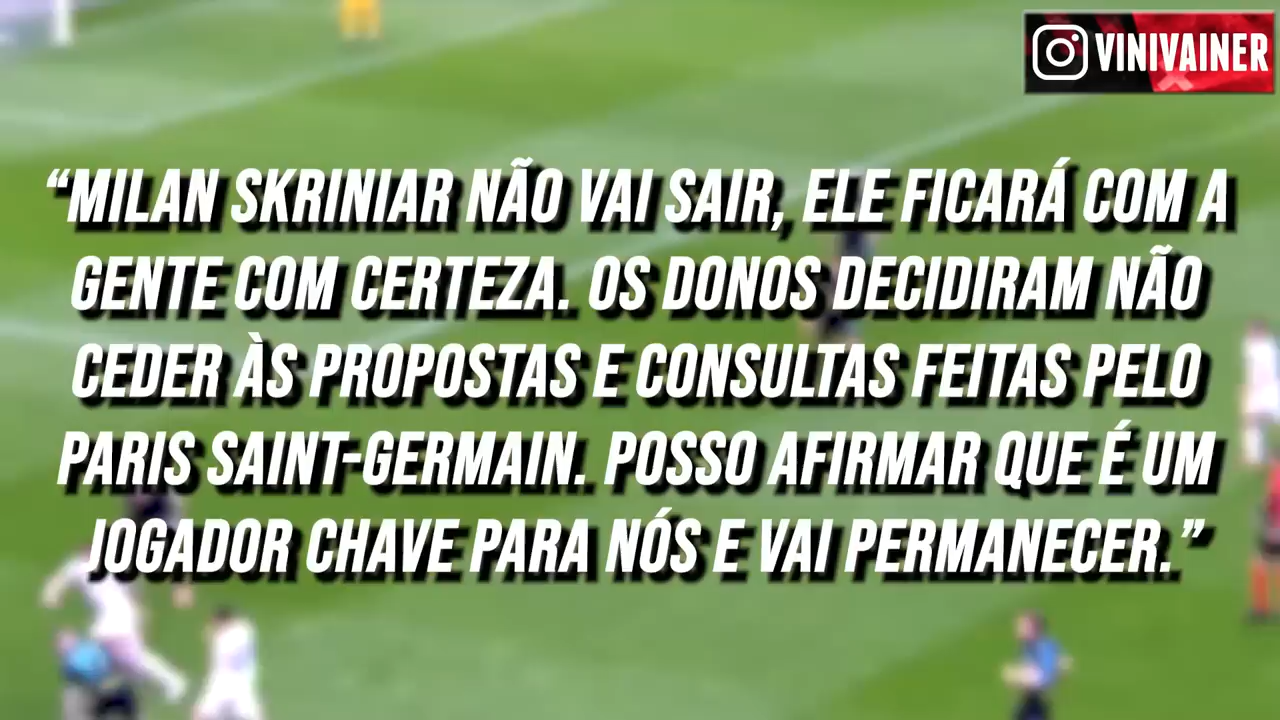 VINIVAINER
“MILAN SKRINIAR NÃO VAI SAIR, ELE FICARÁ COM A
GENTE COM CERTEZA. OS DONOS DECIDIRAM NÃO
CEDER ÀS PROPOSTAS E CONSULTAS FEITAS PELO
PARIS SAINT-GERMAIN. POSSO AFIRMAR QUE É UM
JOGADOR CHAVE PARA NÓS E VAI PERMANECER.”